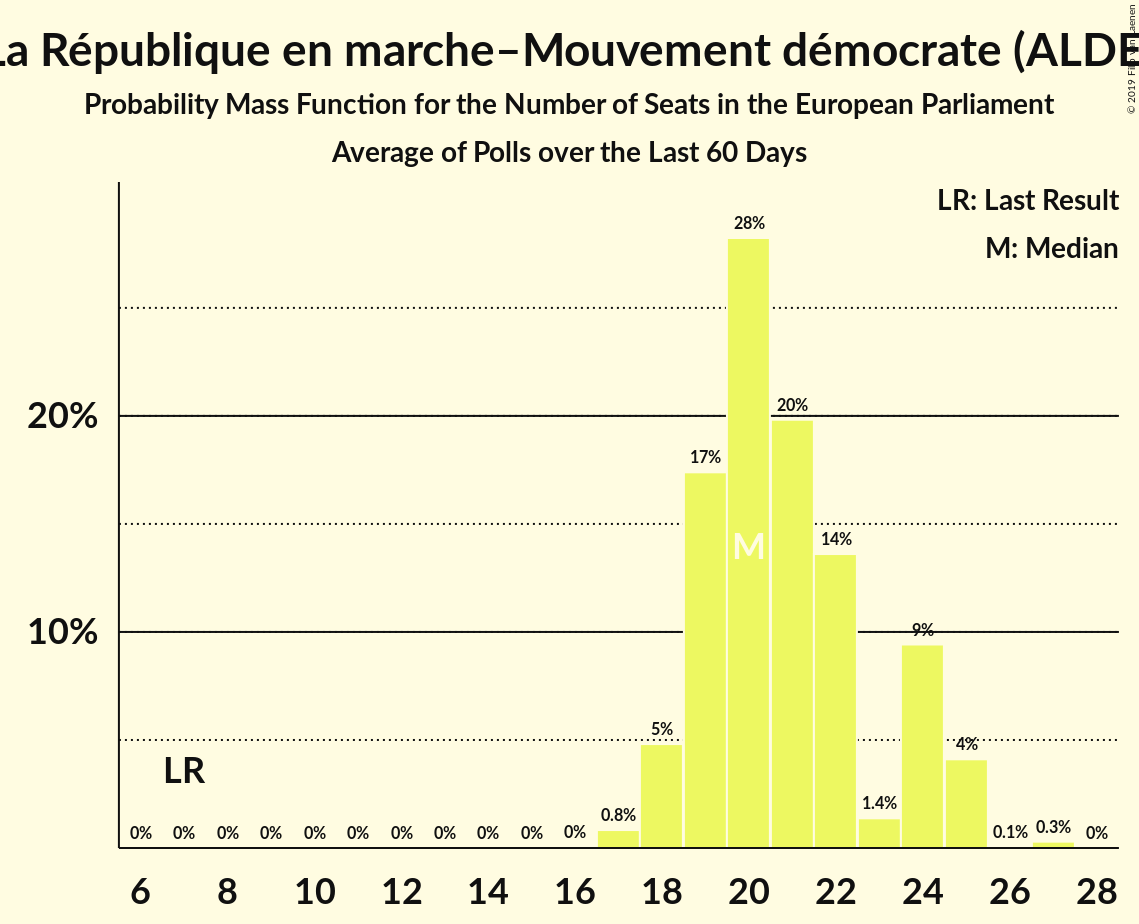 La République en marche–Mouvement démocrate (ALDE
Probability Mass Function for the Number of Seats in the European Parliament
Average of Polls over the Last 60 Days
LR: Last Result
M: Median
28%
20%
20%
17%
14%
M
10%
9%
5%
4%
LR
1.4%
0.8%
0% 0% 0% 0% 0% 0% 0% 0% 0% 0% 0% 0.1% 0.3% 0%
6 8 10 12 14 16 18 20 22 24 26 28
© 2019